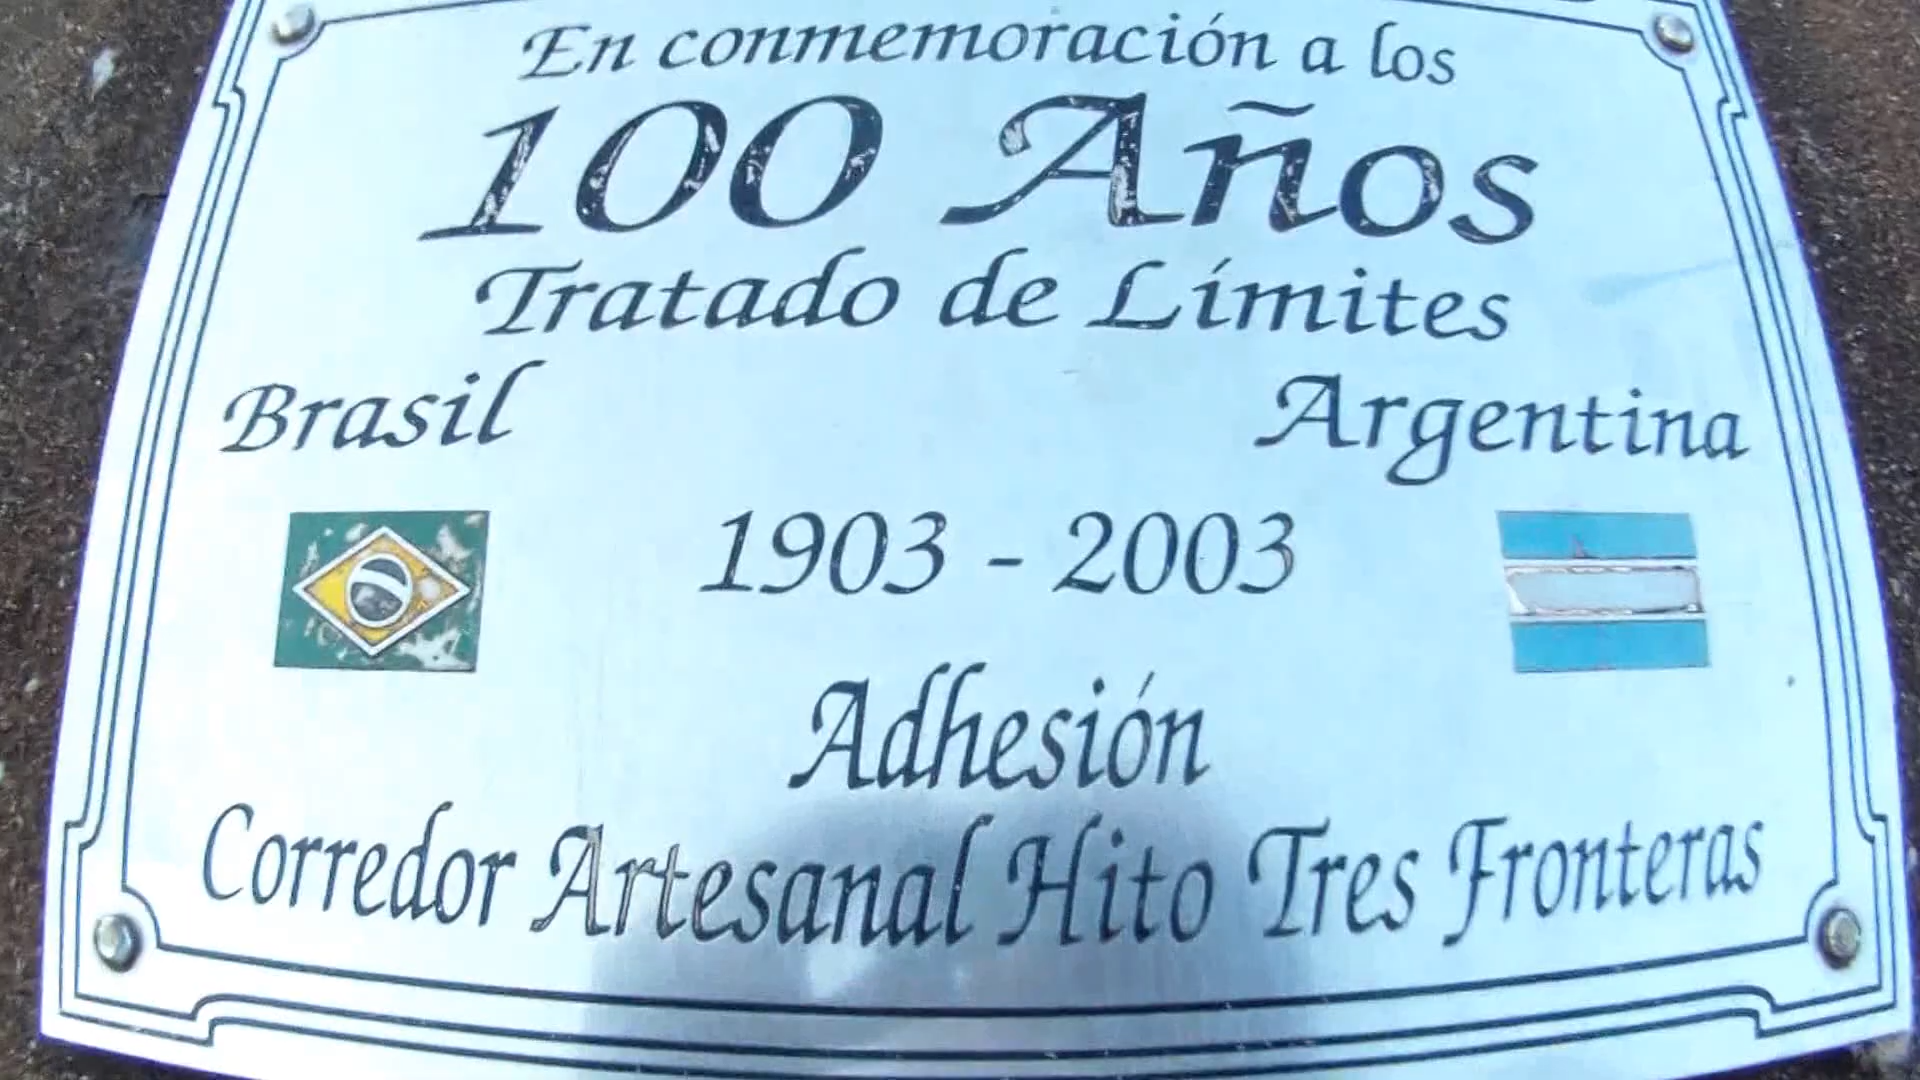 En conmemoración a los
100 Años
Tratado de Límites
Brasil Argentina
1903 - 2003
Adhesión
Corredor Artesanal Hito Tres Fronteras